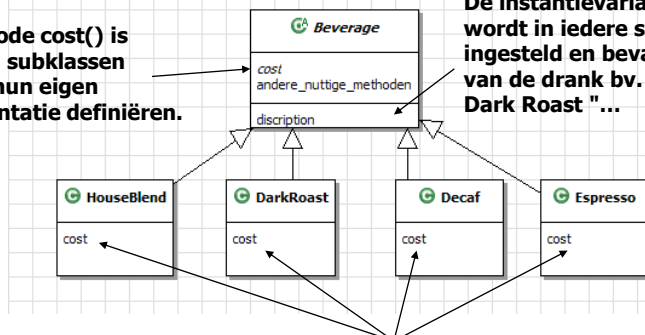 ode cost() is
subklassen
hun eigen
ntatie definiëren.
De instantievaria
wordt in iedere s
ingesteld en beva
van de drank bv.
Dark Roast "...
Beverage
cost
andere_nuttige_methoden
discription
HouseBlend
cost
DarkRoast
cost
Decaf
cost
Espresso
cost